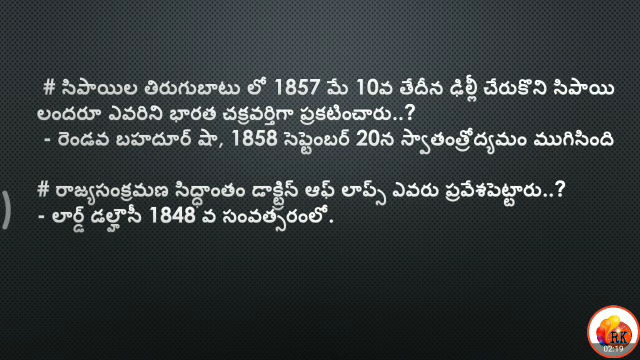 # సిపాయిల తిరుగుబాటు లో 1857 మే 10వ తేదీన ఢిల్లీ చేరుకొని సిపాయి
లందరూ ఎవరిని భారత చక్రవర్తిగా ప్రకటించారు..?
- రెండవ బహదూర్ షా, 1858 సెప్టెంబర్ 20న స్వాతంత్రోద్యమం ముగిసింది
# రాజ్యసంక్రమణ సిద్ధాంతం డాక్ట్రిన్ ఆఫ్ లాప్స్ ఎవరు ప్రవేశపెట్టారు..?
- లార్డ్ డల్హౌసీ 1848 వ సంవత్సరంలో.
RK
02:19